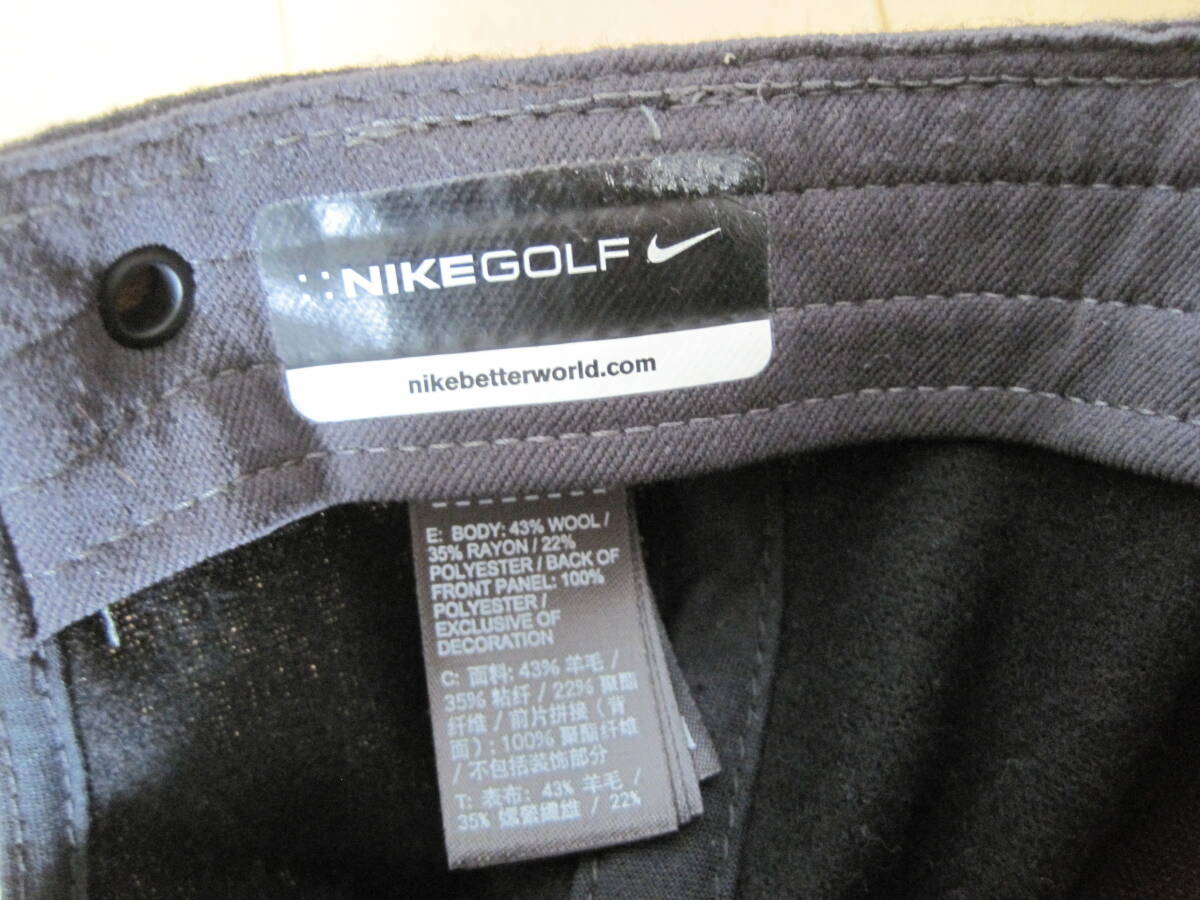 NIKEGOLF
nikebetterworld.com
E: BODY: 43% WOOL /
35% RAYON / 22%
POLYESTER / BACK OF
FRONT PANEL: 100%
POLYESTER /
EXCLUSIVE OF
DECORATION
C: 面料: 43% 羊毛 /
35% 粘纤 / 22% 聚酯
纤维 / 前片拼接（背
面）: 100% 聚酯纤维
/ 不包括装饰部分
T: 表布: 43% 羊毛 /
35% 嫘縈纖維 / 22%